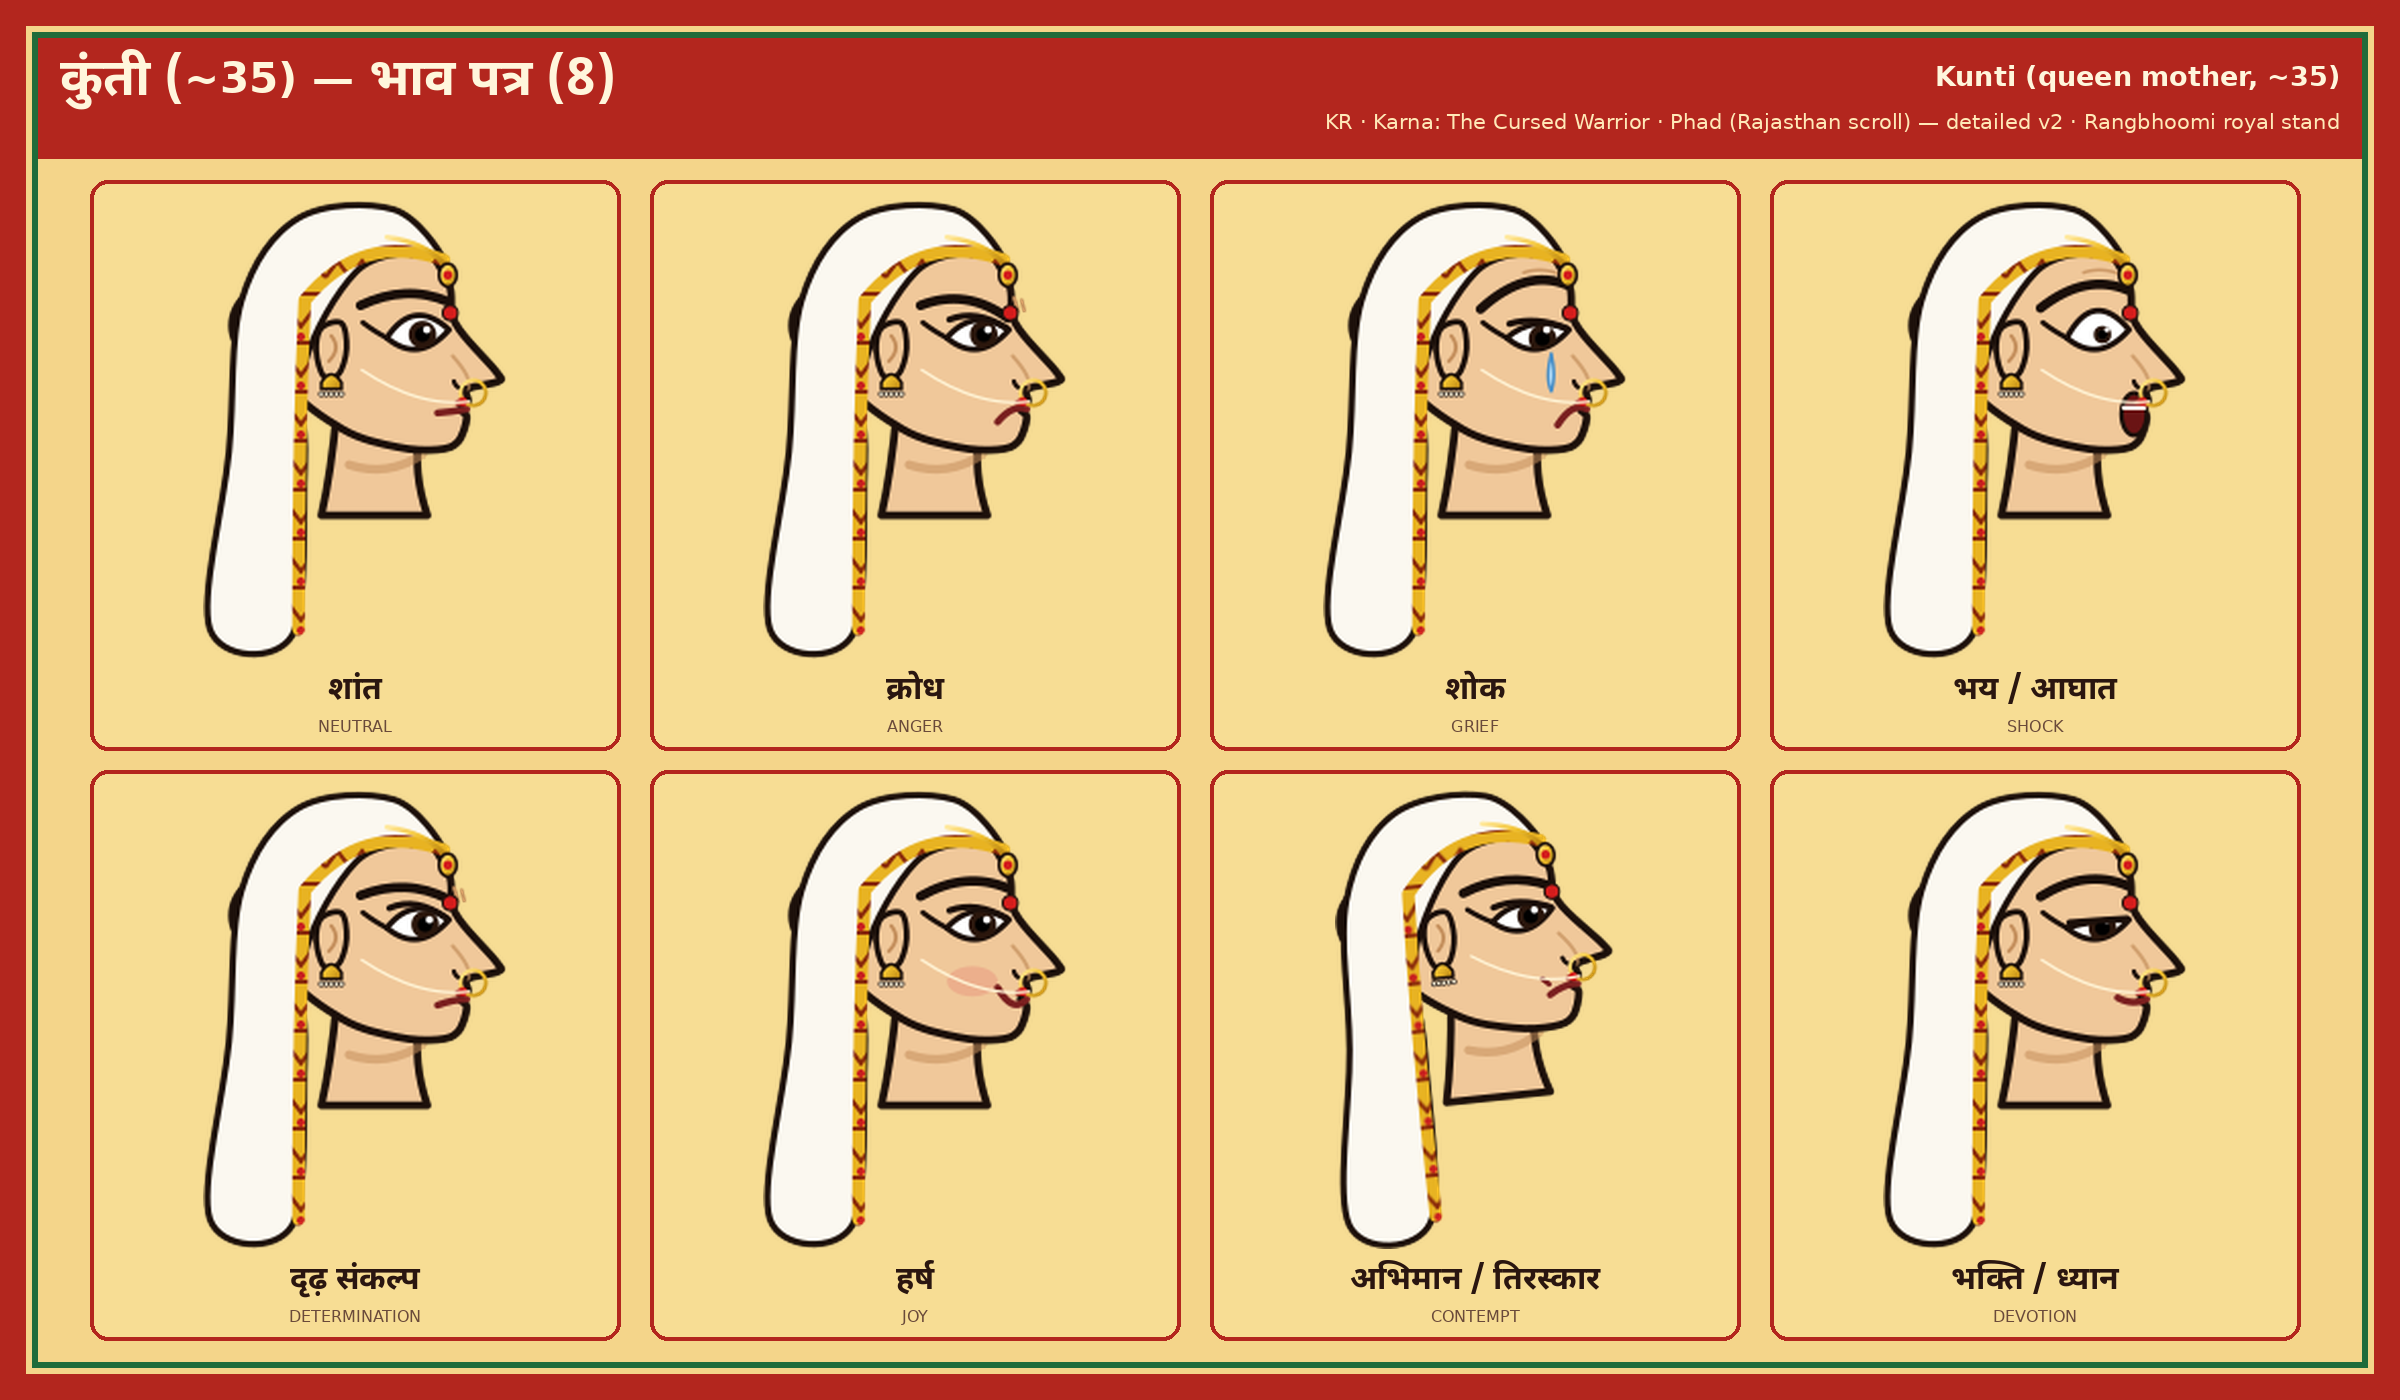 कुंती (~35) — भाव पत्र (8)
Kunti (queen mother, ~35)
KR · Karna: The Cursed Warrior · Phad (Rajasthan scroll) — detailed v2 · Rangbhoomi royal stand
शांत
NEUTRAL
क्रोध
ANGER
शोक
GRIEF
भय / आघात
SHOCK
दृढ़ संकल्प
DETERMINATION
हर्ष
JOY
अभिमान / तिरस्कार
CONTEMPT
भक्ति / ध्यान
DEVOTION